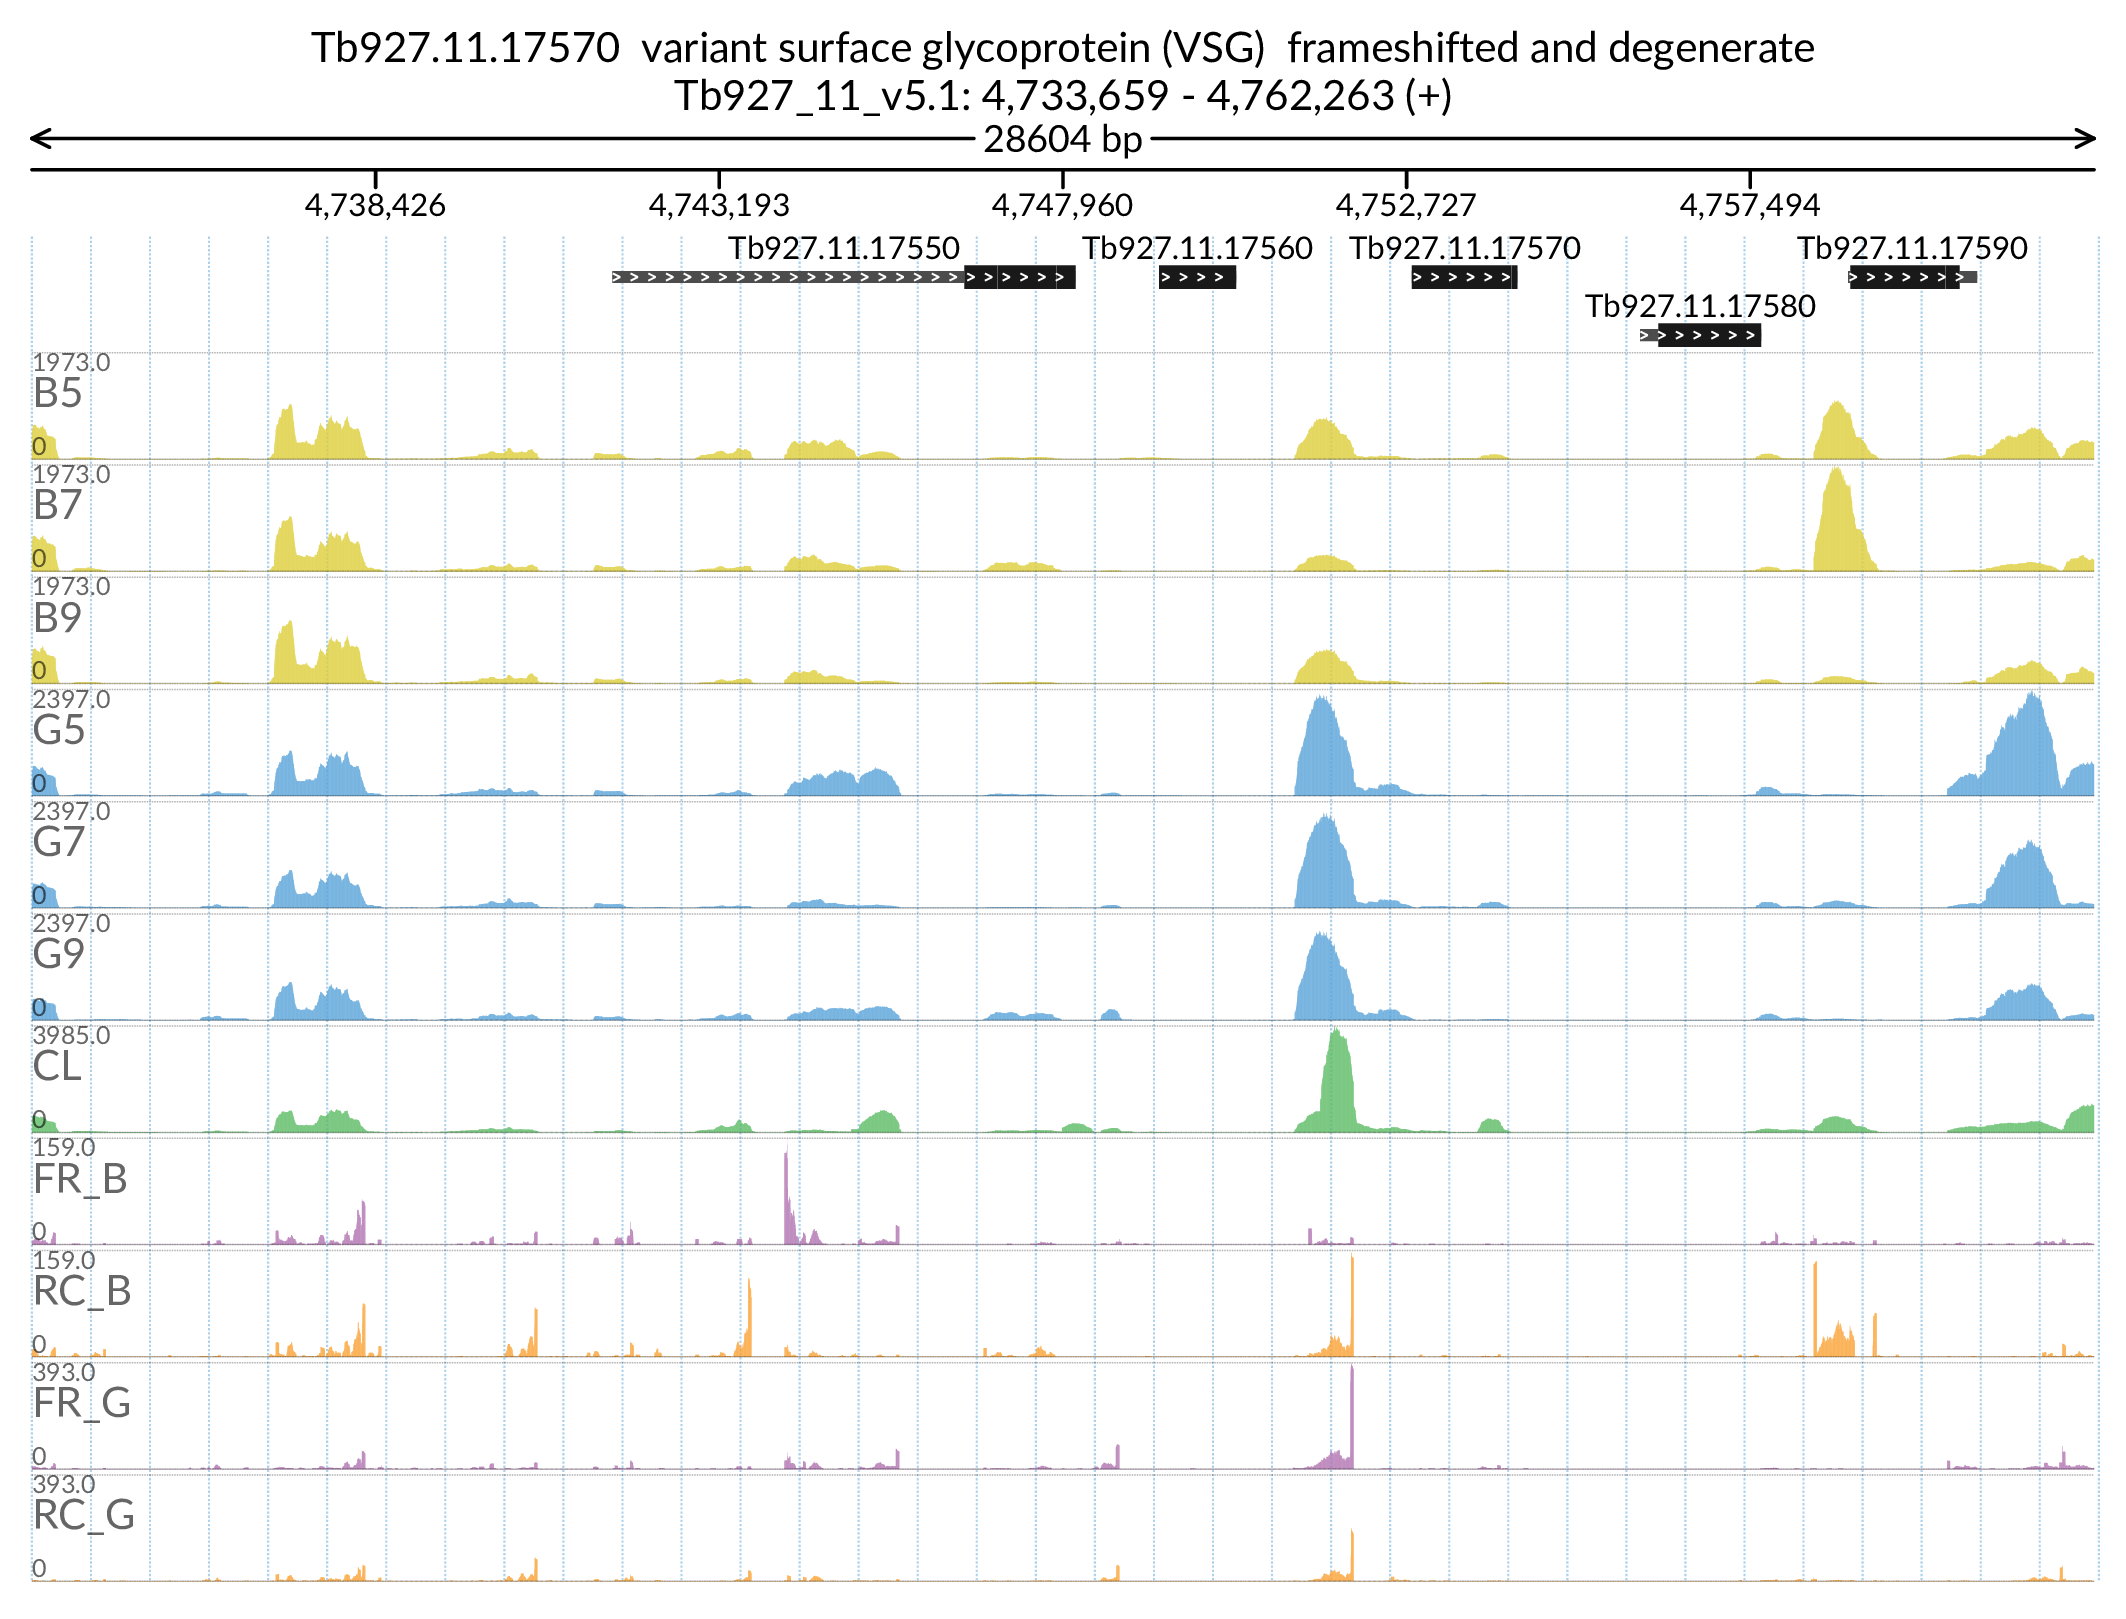 Tb927.11.17570  variant surface glycoprotein (VSG)  frameshifted and degenerate
Tb927_11_v5.1: 4,733,659 - 4,762,263 (+)
28604 bp
4,738,426 4,743,193 4,747,960 4,752,727 4,757,494
Tb927.11.17550 Tb927.11.17560 Tb927.11.17570 Tb927.11.17590
Tb927.11.17580
1973.0
B5
0
1973.0
B7
0
1973.0
B9
0
2397.0
G5
0
2397.0
G7
0
2397.0
G9
0
3985.0
CL
0
159.0
FR_B
0
159.0
RC_B
0
393.0
FR_G
0
393.0
RC_G
0